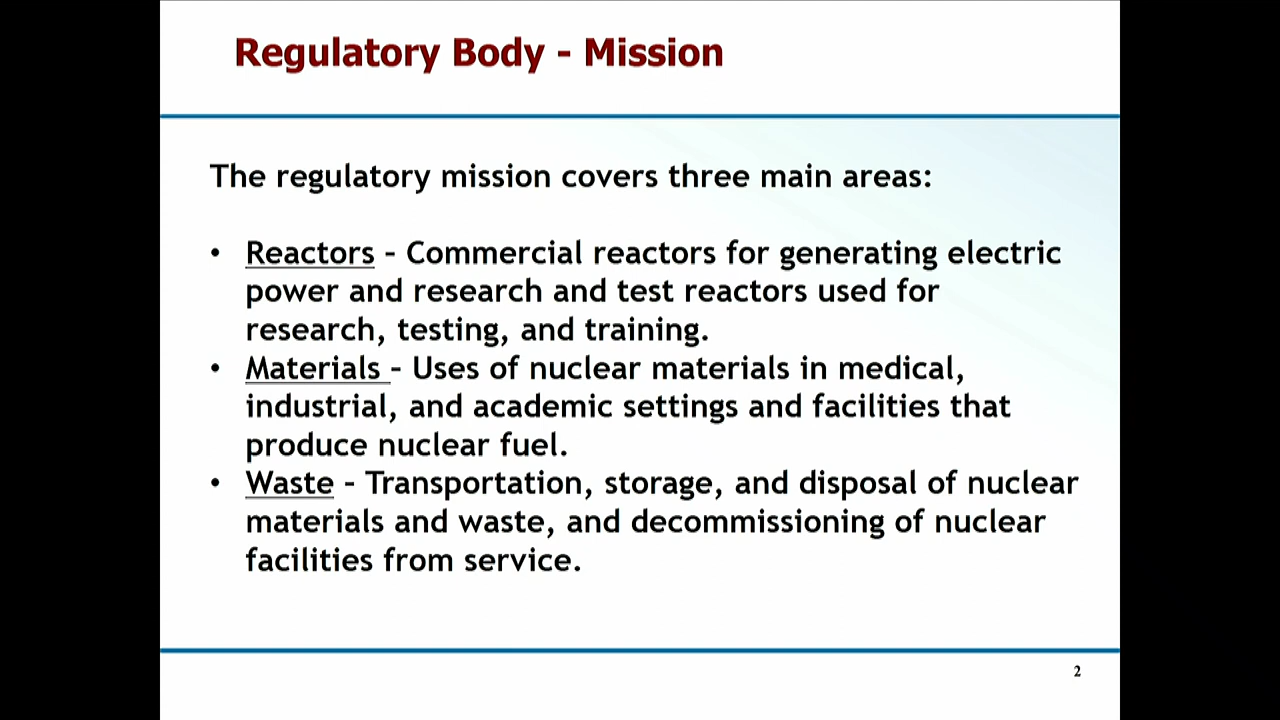 Regulatory Body - Mission
The regulatory mission covers three main areas:
• Reactors – Commercial reactors for generating electric
power and research and test reactors used for
research, testing, and training.
• Materials – Uses of nuclear materials in medical,
industrial, and academic settings and facilities that
produce nuclear fuel.
• Waste – Transportation, storage, and disposal of nuclear
materials and waste, and decommissioning of nuclear
facilities from service.
2